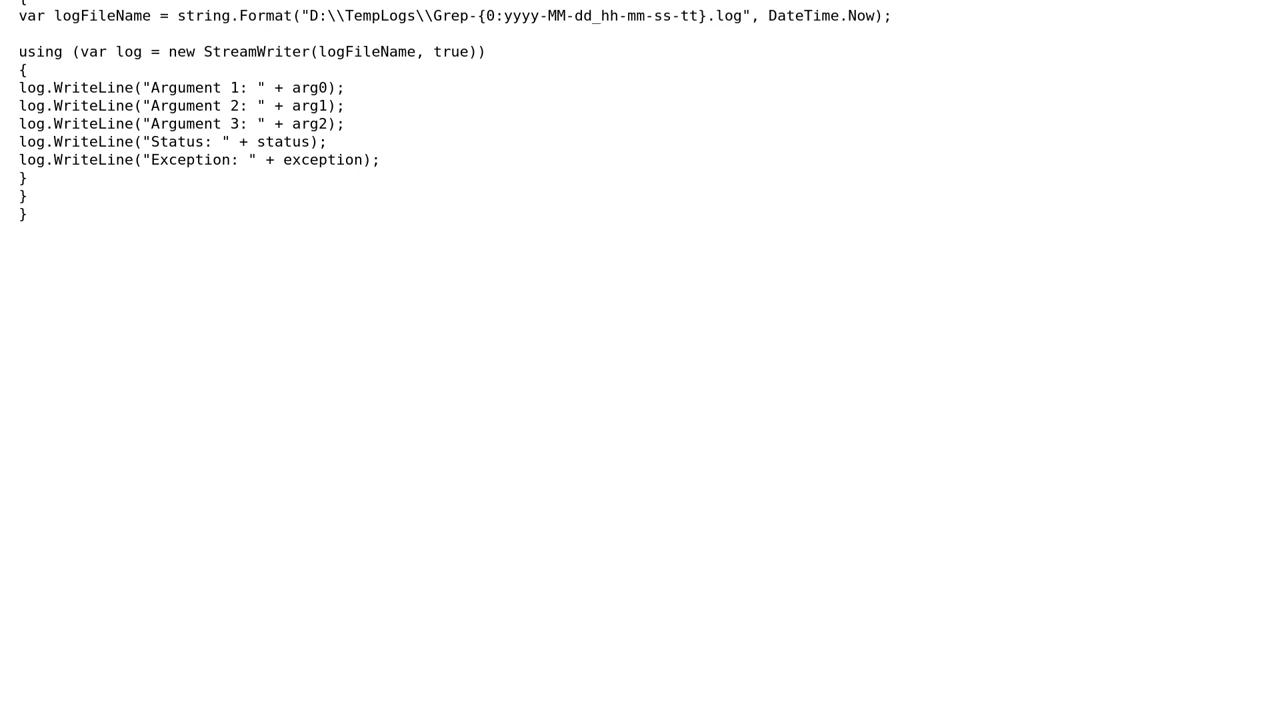 {
var logFileName = string.Format("D:\\TempLogs\\Grep-{0:yyyy-MM-dd_hh-mm-ss-tt}.log", DateTime.Now);
using (var log = new StreamWriter(logFileName, true))
{
log.WriteLine("Argument 1: " + arg0);
log.WriteLine("Argument 2: " + arg1);
log.WriteLine("Argument 3: " + arg2);
log.WriteLine("Status: " + status);
log.WriteLine("Exception: " + exception);
}
}
}